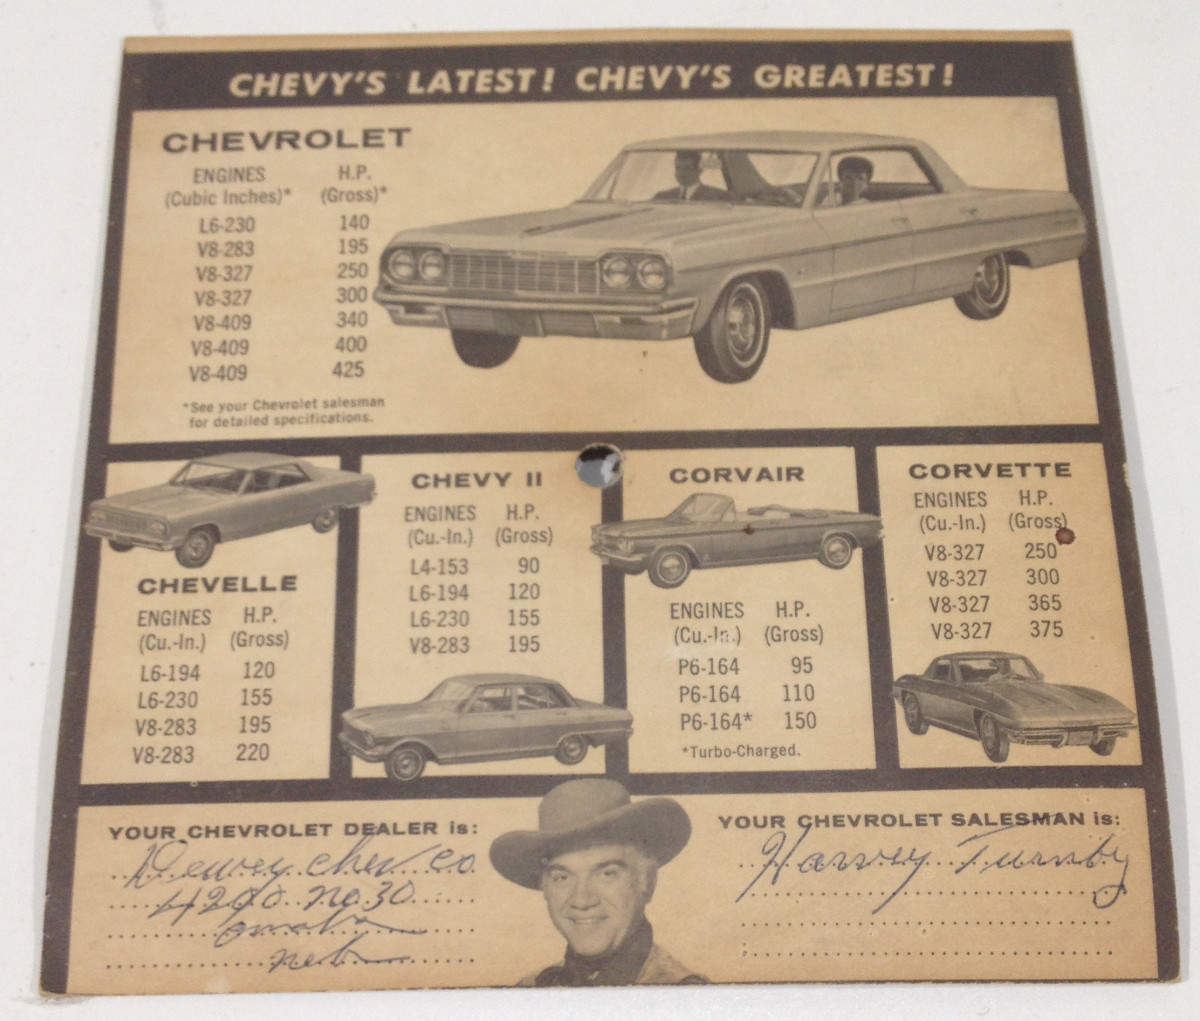 CHEVY'S LATEST! CHEVY'S GREATEST!
CHEVROLET
ENGINES H.P.
(Cubic Inches)* (Gross)*
L6-230 140
V8-283 195
V8-327 250
V8-327 300
V8-409 340
V8-409 400
V8-409 425
*See your Chevrolet salesman
for detailed specifications.
CHEVELLE
ENGINES H.P.
(Cu.-In.) (Gross)
L6-194 120
L6-230 155
V8-283 195
V8-283 220
CHEVY II
ENGINES H.P.
(Cu.-In.) (Gross)
L4-153 90
L6-194 120
L6-230 155
V8-283 195
CORVAIR
ENGINES H.P.
(Cu.-In.) (Gross)
P6-164 95
P6-164 110
P6-164* 150
*Turbo-Charged.
CORVETTE
ENGINES H.P.
(Cu.-In.) (Gross)
V8-327 250
V8-327 300
V8-327 365
V8-327 375
YOUR CHEVROLET DEALER is:
Dewey Chev Co
no. 30
Omaha
neb
YOUR CHEVROLET SALESMAN is:
Harvey